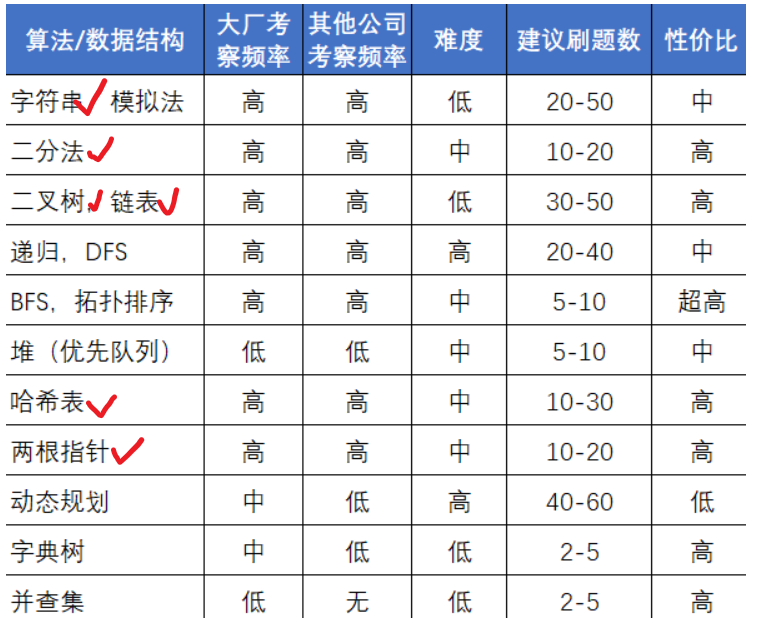 算法/数据结构 大厂考察频率 其他公司考察频率 难度 建议刷题数 性价比
字符串，模拟法 高 高 低 20-50 中
二分法 高 高 中 10-20 高
二叉树，链表 高 高 低 30-50 高
递归，DFS 高 高 高 20-40 中
BFS，拓扑排序 高 高 中 5-10 超高
堆（优先队列） 低 低 中 5-10 中
哈希表 高 高 中 10-30 高
两根指针 高 高 中 10-20 高
动态规划 中 低 高 40-60 低
字典树 中 低 低 2-5 高
并查集 低 无 低 2-5 高